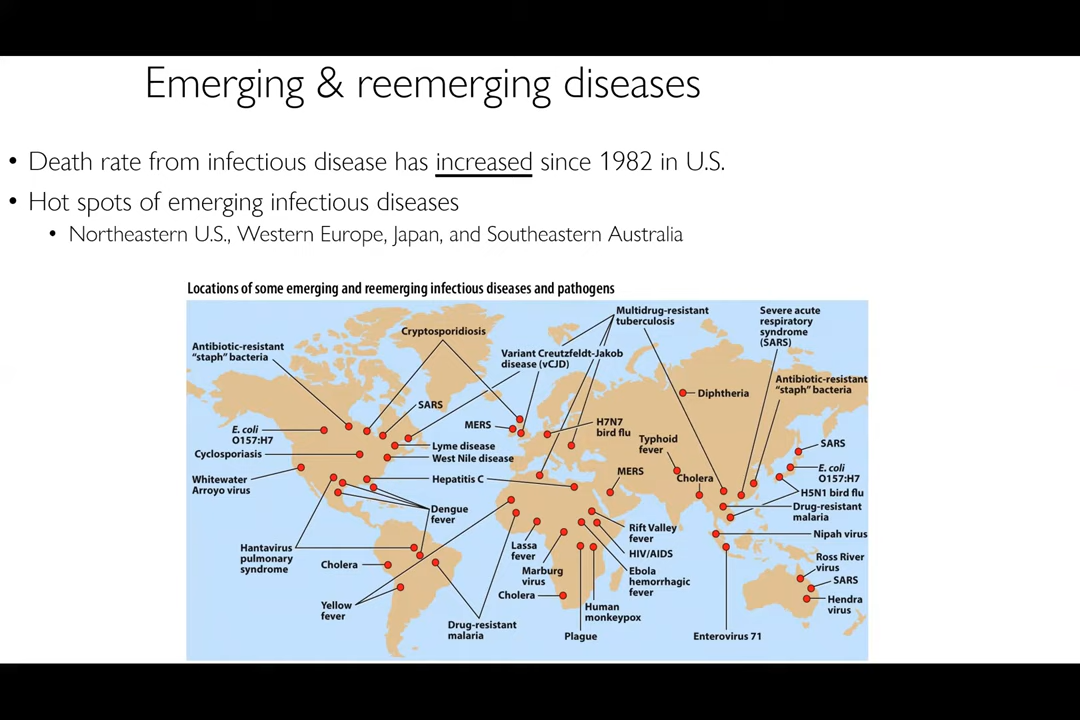 Emerging & reemerging diseases
• Death rate from infectious disease has increased since 1982 in U.S.
• Hot spots of emerging infectious diseases
• Northeastern U.S., Western Europe, Japan, and Southeastern Australia
Locations of some emerging and reemerging infectious diseases and pathogens
Cryptosporidiosis
Antibiotic-resistant
"staph" bacteria
Variant Creutzfeldt-Jakob
disease (vCJD)
Multidrug-resistant
tuberculosis
Severe acute
respiratory
syndrome
(SARS)
Antibiotic-resistant
"staph" bacteria
Diphtheria
SARS
MERS
H7N7
bird flu
E. coli
O157:H7
Lyme disease
Typhoid
fever
SARS
Cyclosporiasis
West Nile disease
MERS
Cholera
E. coli
O157:H7
Whitewater
Arroyo virus
Hepatitis C
H5N1 bird flu
Dengue
fever
Drug-resistant
malaria
Rift Valley
fever
Nipah virus
Hantavirus
pulmonary
syndrome
Lassa
fever
HIV/AIDS
Cholera
Marburg
virus
Ebola
hemorrhagic
fever
Ross River
virus
SARS
Cholera
Hendra
virus
Yellow
fever
Human
monkeypox
Drug-resistant
malaria
Plague
Enterovirus 71